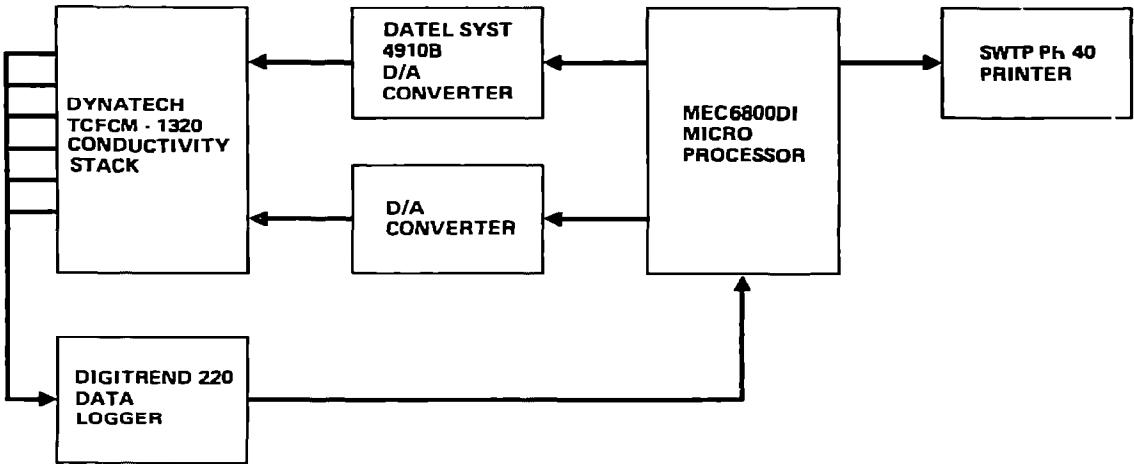 DYNATECH
TCFCM - 1320
CONDUCTIVITY
STACK
DATEL SYST
4910B
D/A
CONVERTER
D/A
CONVERTER
MEC6800DI
MICRO
PROCESSOR
SWTP Ph 40
PRINTER
DIGITREND 220
DATA
LOGGER